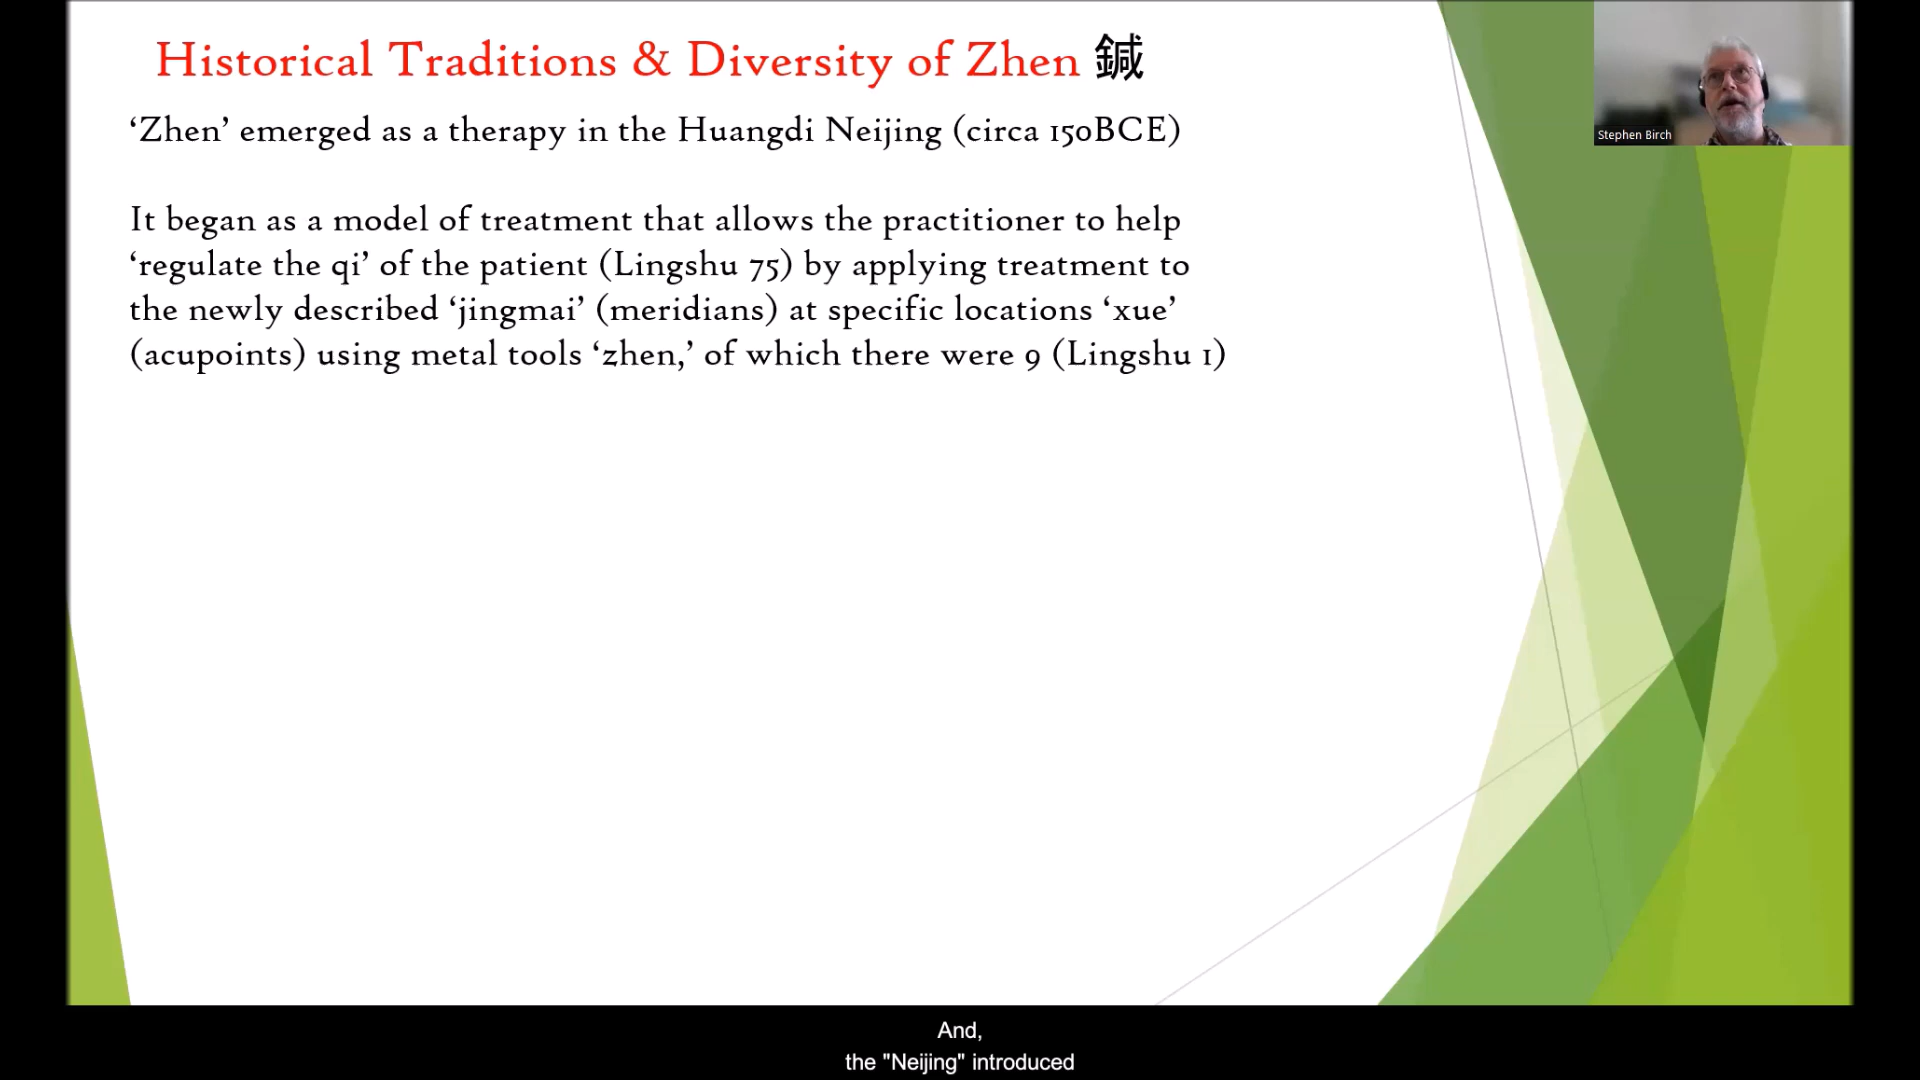 Historical Traditions & Diversity of Zhen 鍼
Stephen Birch
‘Zhen’ emerged as a therapy in the Huangdi Neijing (circa 150BCE)
It began as a model of treatment that allows the practitioner to help
‘regulate the qi’ of the patient (Lingshu 75) by applying treatment to
the newly described ‘jingmai’ (meridians) at specific locations ‘xue’
(acupoints) using metal tools ‘zhen,’ of which there were 9 (Lingshu 1)
And,
the "Neijing" introduced